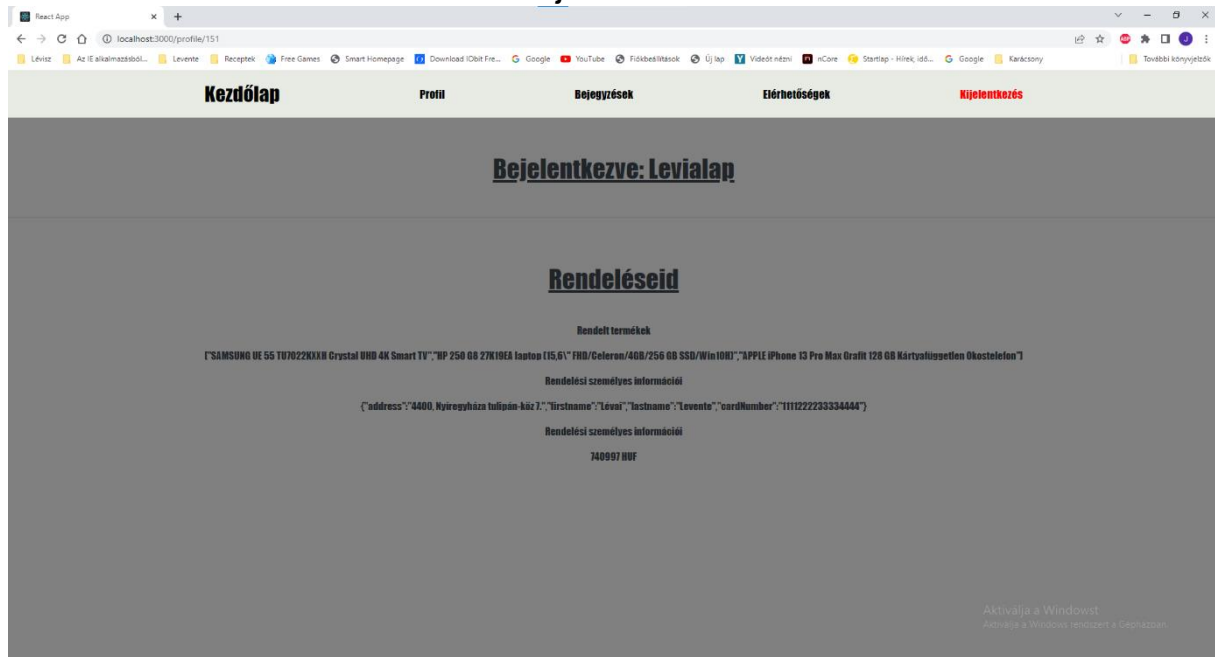 React App
localhost:3000/profile/151
Lévisz Az IE alkalmazásból... Levente Receptek Free Games Smart Homepage Download IObit Fre... Google YouTube Fiókbeállítások Új lap Videót nézni nCore Startlap - Hírek, idő... Google Karácsony További könyvjelzők
Kezdőlap Profil Bejegyzések Elérhetőségek Kijelentkezés
Bejelentkezve: Levialap
Rendeléseid
Rendelt termékek
["SAMSUNG UE 55 TU7022KXXH Crystal UHD 4K Smart TV","HP 250 G8 27K19EA laptop (15,6\" FHD/Celeron/4GB/256 GB SSD/Win10H)","APPLE iPhone 13 Pro Max Grafit 128 GB Kártyafüggetlen Okostelefon"]
Rendelési személyes információi
{"address":"4400, Nyíregyháza tulipán-köz 7.","firstname":"Lévai","lastname":"Levente","cardNumber":"1111222233334444"}
Rendelési személyes információi
740997 HUF
Aktiválja a Windowst
Aktiválja a Windows rendszert a Gépházban.